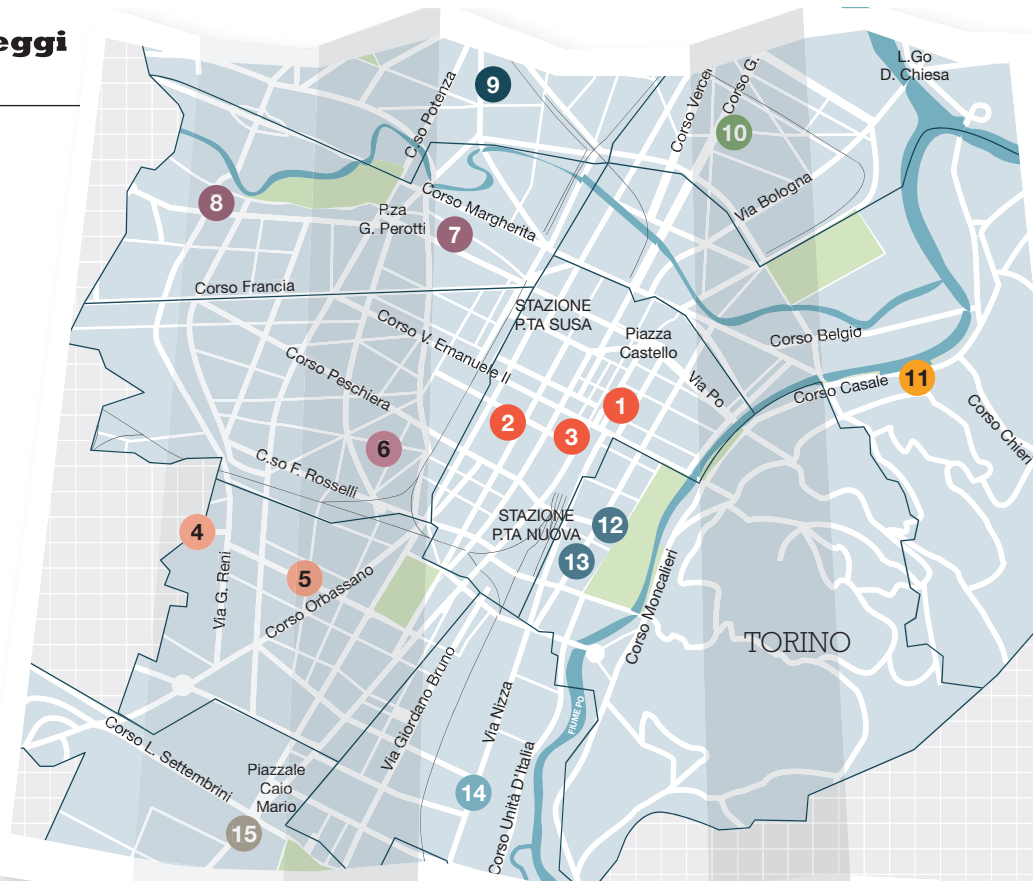 eggi
L.Go
D. Chiesa
C.so Potenza
9
Corso G.
10
8
Corso Margherita
P.za
G. Perotti
7
Via Bologna
Corso Francia
STAZIONE
P.TA SUSA
Corso V. Emanuele II
Piazza
Castello
Corso Belgio
Corso Peschiera
Via Po
Corso Casale
11
1
2
3
Corso Chieri
6
C.so F. Rosselli
STAZIONE
P.TA NUOVA
12
4
13
5
Via G. Reni
Corso Orbassano
Corso Moncalieri
TORINO
Via Giordano Bruno
Via Nizza
FIUME PO
Corso L. Settembrini
Corso Unità D'Italia
Piazzale
Caio
Mario
14
15